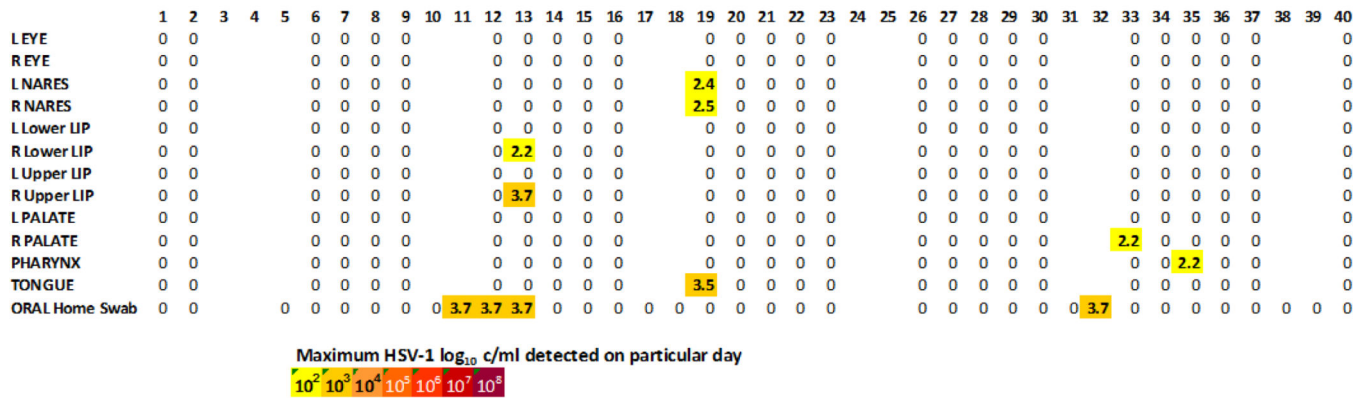 1 2 3 4 5 6 7 8 9 10 11 12 13 14 15 16 17 18 19 20 21 22 23 24 25 26 27 28 29 30 31 32 33 34 35 36 37 38 39 40
L EYE 0 0 0 0 0 0 0 0 0 0 0 0 0 0 0 0 0 0 0 0 0 0 0 0 0 0 0
R EYE 0 0 0 0 0 0 0 0 0 0 0 0 0 0 0 0 0 0 0 0 0 0 0 0 0 0 0
L NARES 0 0 0 0 0 0 0 0 0 0 0 2.4 0 0 0 0 0 0 0 0 0 0 0 0 0 0 0
R NARES 0 0 0 0 0 0 0 0 0 0 0 2.5 0 0 0 0 0 0 0 0 0 0 0 0 0 0 0
L Lower LIP 0 0 0 0 0 0 0 0 0 0 0 0 0 0 0 0 0 0 0 0 0 0 0 0 0 0 0
R Lower LIP 0 0 0 0 0 0 0 2.2 0 0 0 0 0 0 0 0 0 0 0 0 0 0 0 0 0 0 0
L Upper LIP 0 0 0 0 0 0 0 0 0 0 0 0 0 0 0 0 0 0 0 0 0 0 0 0 0 0 0
R Upper LIP 0 0 0 0 0 0 0 3.7 0 0 0 0 0 0 0 0 0 0 0 0 0 0 0 0 0 0 0
L PALATE 0 0 0 0 0 0 0 0 0 0 0 0 0 0 0 0 0 0 0 0 0 0 0 0 0 0 0
R PALATE 0 0 0 0 0 0 0 0 0 0 0 0 0 0 0 0 0 0 0 0 0 2.2 0 0 0 0 0
PHARYNX 0 0 0 0 0 0 0 0 0 0 0 0 0 0 0 0 0 0 0 0 0 0 0 2.2 0 0 0
TONGUE 0 0 0 0 0 0 0 0 0 0 0 3.5 0 0 0 0 0 0 0 0 0 0 0 0 0 0 0
ORAL Home Swab 0 0 0 0 0 0 0 0 3.7 3.7 3.7 0 0 0 0 0 0 0 0 0 0 0 0 0 0 0 0 3.7 0 0 0 0 0 0 0 0
Maximum HSV-1 log₁₀ c/ml detected on particular day
10² 10³ 10⁴ 10⁵ 10⁶ 10⁷ 10⁸